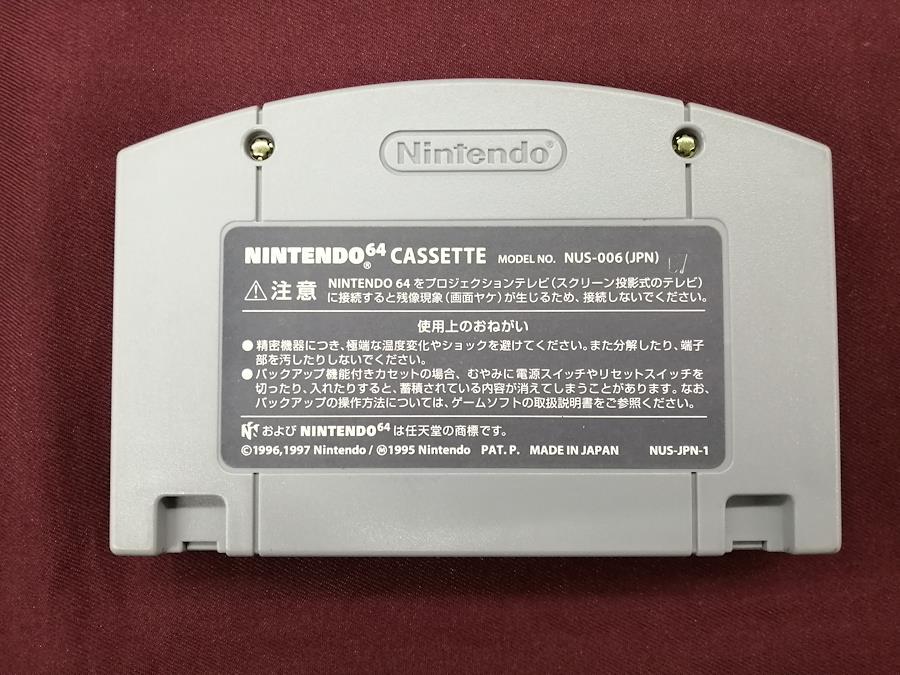 Nintendo®
NINTENDO64® CASSETTE MODEL NO. NUS-006(JPN)
⚠注意 NINTENDO 64をプロジェクションテレビ(スクリーン投影式のテレビ)
に接続すると残像現象(画面ヤケ)が生じるため、接続しないでください。
使用上のおねがい
●精密機器につき、極端な温度変化やショックを避けてください。また分解したり、端子
部を汚したりしないでください。
●バックアップ機能付きカセットの場合、むやみに電源スイッチやリセットスイッチを
切ったり、入れたりすると、蓄積されている内容が消えてしまうことがあります。なお、
バックアップの操作方法については、ゲームソフトの取扱説明書をご参照ください。
および NINTENDO64 は任天堂の商標です。
©1996,1997 Nintendo/Ⓜ1995 Nintendo PAT. P. MADE IN JAPAN NUS-JPN-1